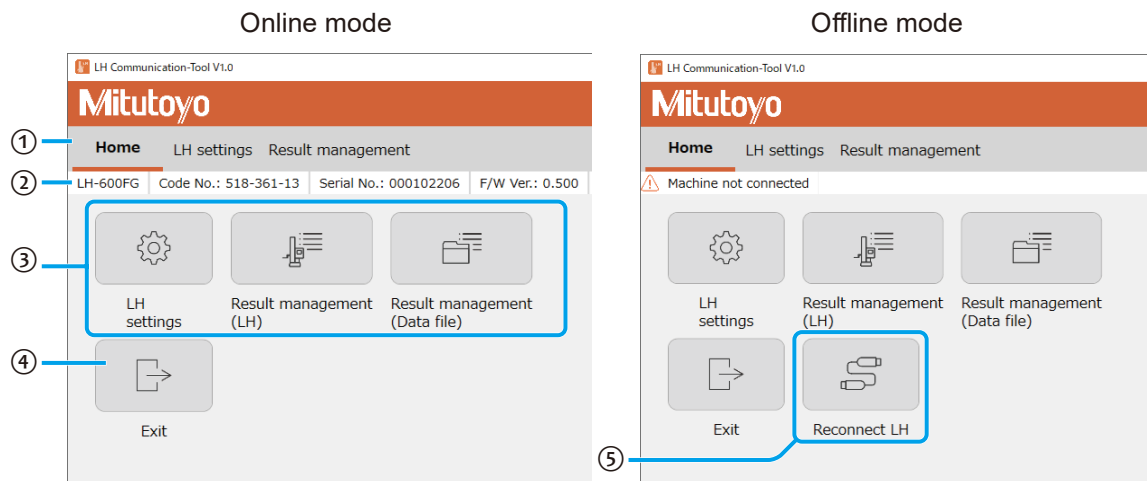 Online mode
LH Communication-Tool V1.0
Mitutoyo
① Home LH settings Result management
② LH-600FG Code No.: 518-361-13 Serial No.: 000102206 F/W Ver.: 0.500
③
LH settings
Result management (LH)
Result management (Data file)
④
Exit
Offline mode
LH Communication-Tool V1.0
Mitutoyo
Home LH settings Result management
Machine not connected
LH settings
Result management (LH)
Result management (Data file)
Exit
Reconnect LH
⑤